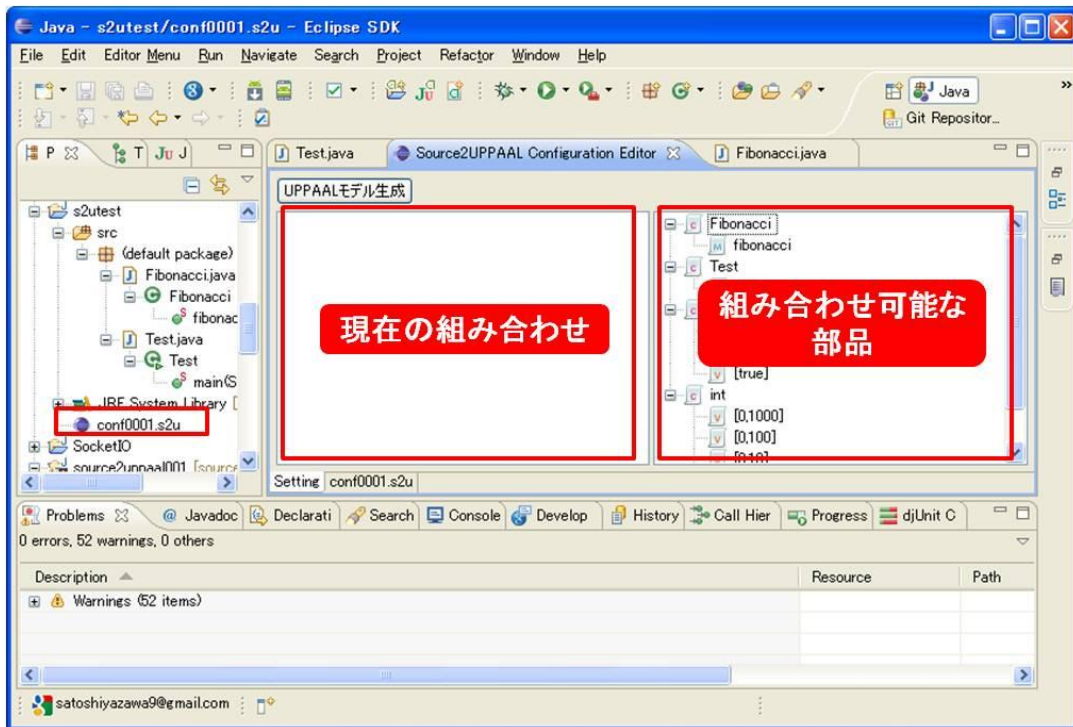 Java - s2utest/conf0001.s2u - Eclipse SDK
File Edit Editor Menu Run Navigate Search Project Refactor Window Help
Java
Git Repositor...
P T Ju J
Test.java Source2UPPAAL Configuration Editor Fibonacci.java
UPPAALモデル生成
s2utest
src
(default package)
Fibonacci.java
Fibonacci
fibonac
Test.java
Test
main(S
JRE System Library [
conf0001.s2u
SocketIO
source2uppaal001 [source
現在の組み合わせ
Fibonacci
fibonacci
Test
組み合わせ可能な
部品
[true]
int
[0,1000]
[0,100]
[0,10]
Setting conf0001.s2u
Problems Javadoc Declarati Search Console Develop History Call Hier Progress djUnit C
0 errors, 52 warnings, 0 others
Description Resource Path
Warnings (52 items)
satoshiyazawa9@gmail.com